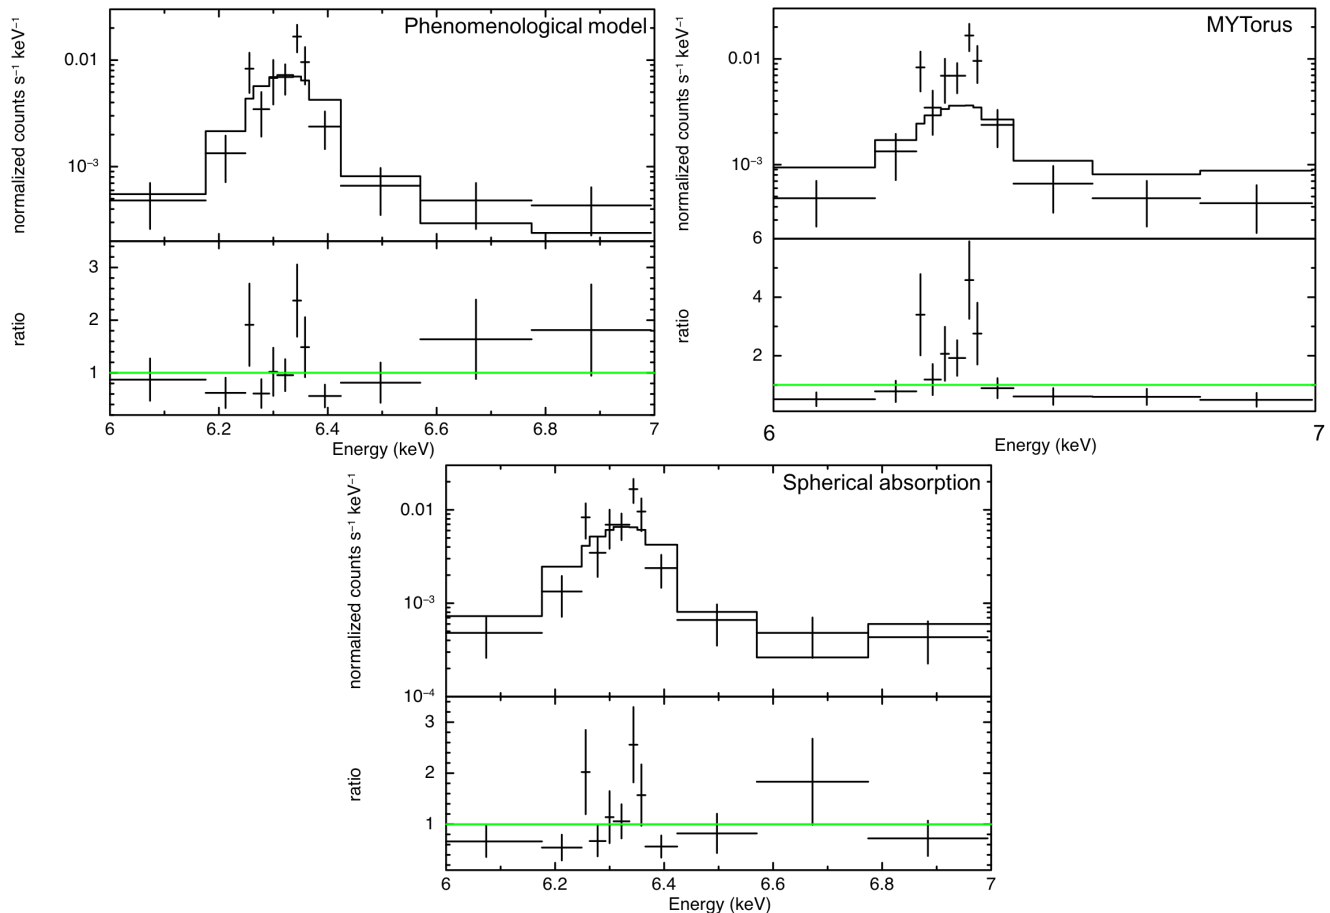 Phenomenological model
normalized counts s⁻¹ keV⁻¹
0.01
10⁻³
ratio
3
2
1
6
6.2
6.4
6.6
6.8
7
Energy (keV)
MYTorus
normalized counts s⁻¹ keV⁻¹
0.01
10⁻³
6
ratio
4
2
6
7
Energy (keV)
Spherical absorption
normalized counts s⁻¹ keV⁻¹
0.01
10⁻³
10⁻⁴
ratio
3
2
1
6
6.2
6.4
6.6
6.8
7
Energy (keV)